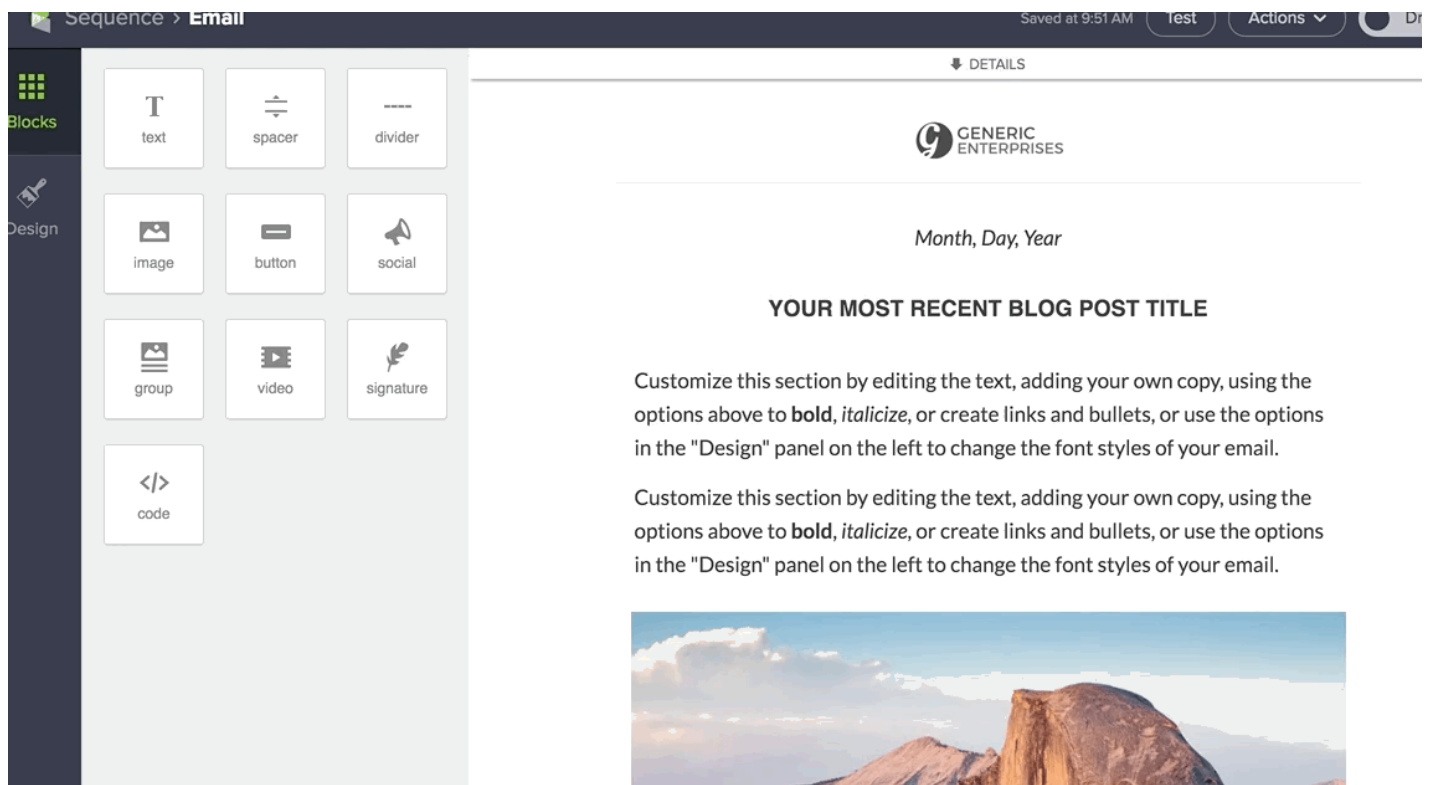 Sequence › Email
Saved at 9:51 AM
Test
Actions
DETAILS
Blocks
Design
T
text
spacer
divider
image
button
social
group
video
signature
</>
code
GENERIC
ENTERPRISES
Month, Day, Year
YOUR MOST RECENT BLOG POST TITLE
Customize this section by editing the text, adding your own copy, using the
options above to bold, italicize, or create links and bullets, or use the options
in the "Design" panel on the left to change the font styles of your email.
Customize this section by editing the text, adding your own copy, using the
options above to bold, italicize, or create links and bullets, or use the options
in the "Design" panel on the left to change the font styles of your email.